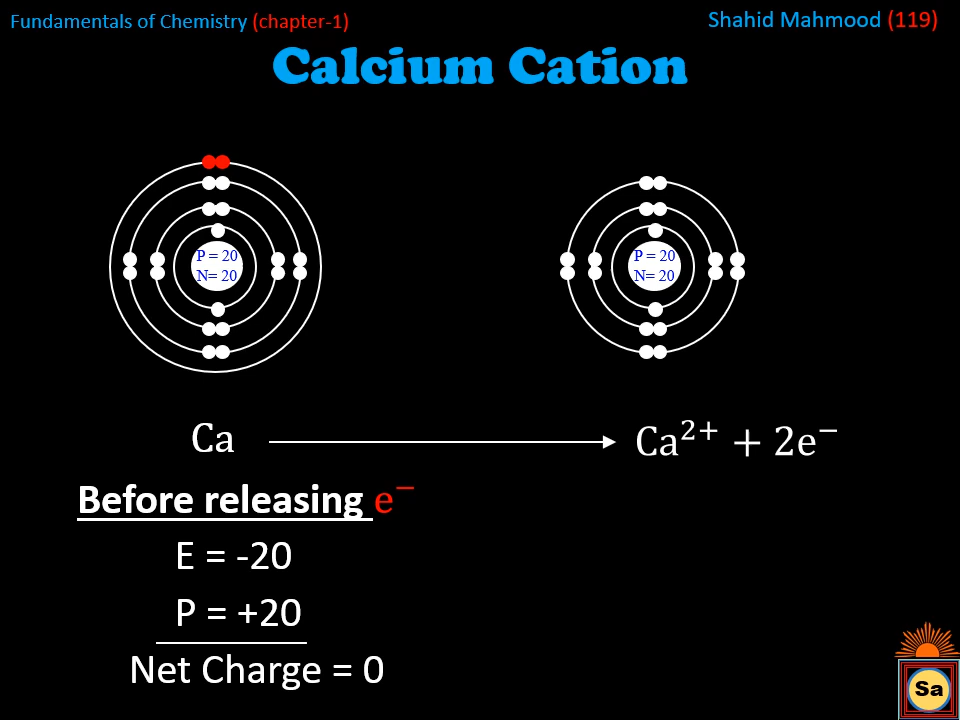 Fundamentals of Chemistry (chapter-1)
Shahid Mahmood (119)
Calcium Cation
P = 20
N= 20
P = 20
N= 20
Ca
Ca²⁺ + 2e⁻
Before releasing e⁻
E = -20
P = +20
Net Charge = 0
Sa